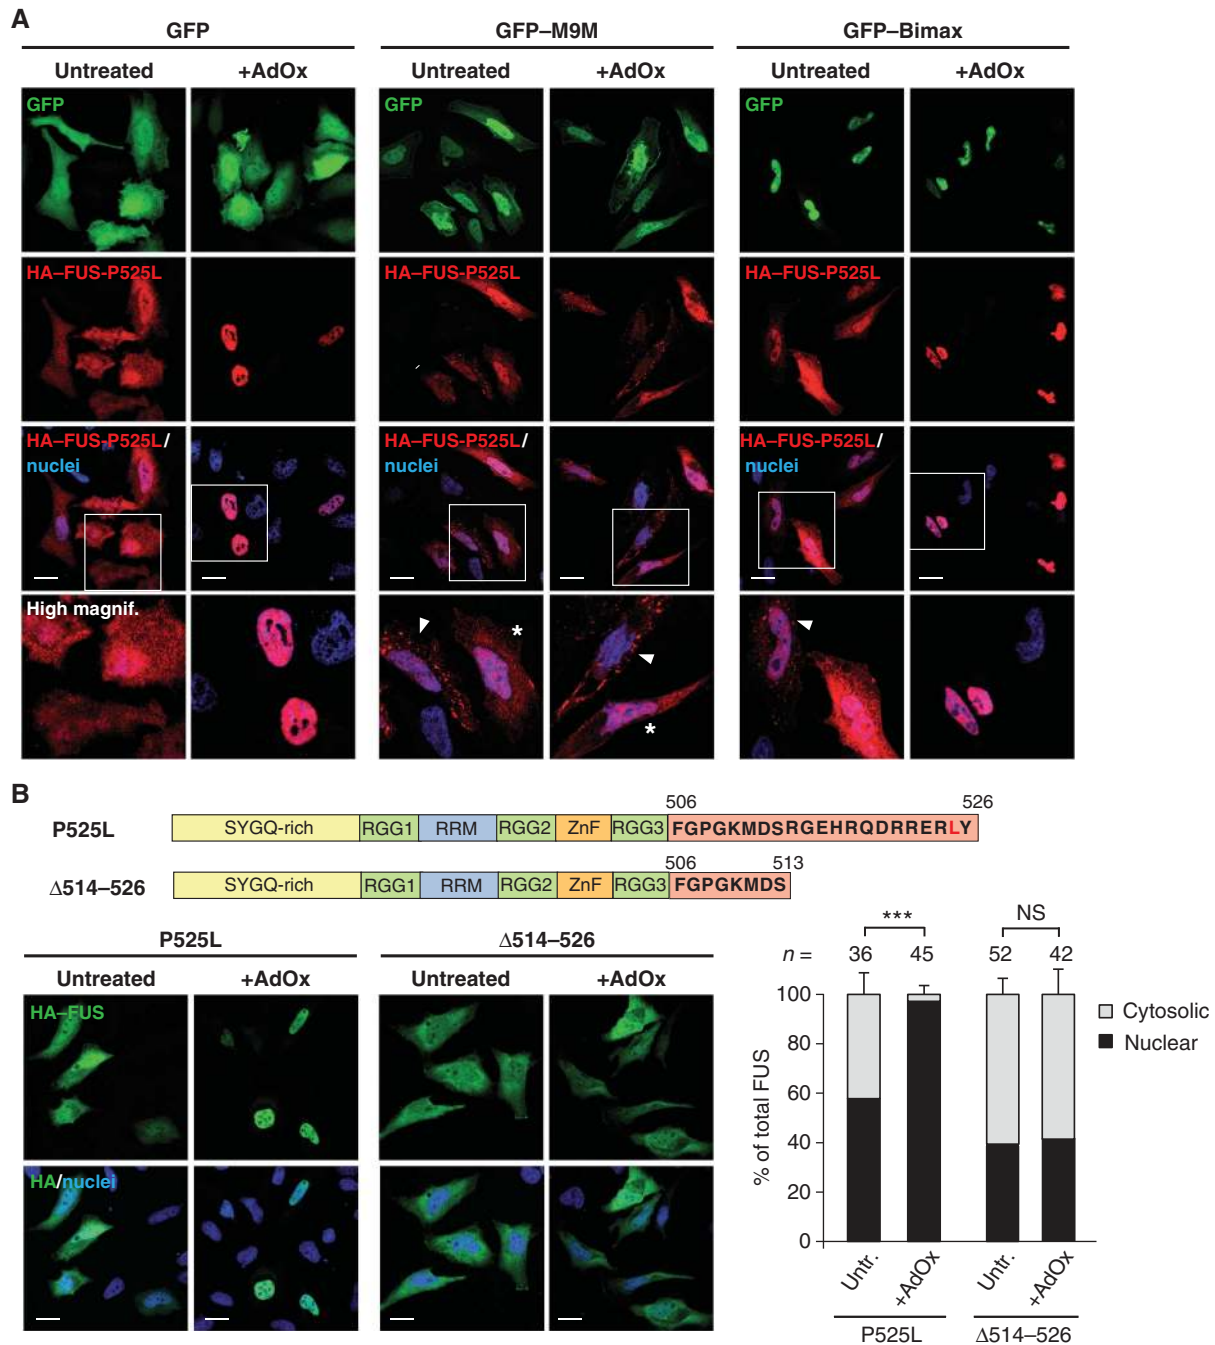 A
GFP
GFP–M9M
GFP–Bimax
Untreated
+AdOx
Untreated
+AdOx
Untreated
+AdOx
GFP
GFP
GFP
HA–FUS-P525L
HA–FUS-P525L
HA–FUS-P525L
HA–FUS-P525L/
nuclei
HA–FUS-P525L/
nuclei
HA–FUS-P525L/
nuclei
High magnif.
*
*
B
506
526
P525L
SYGQ-rich
RGG1
RRM
RGG2
ZnF
RGG3
FGPGKMDSRGEHRQDRRERLY
506
513
Δ514–526
SYGQ-rich
RGG1
RRM
RGG2
ZnF
RGG3
FGPGKMDS
P525L
Δ514–526
Untreated
+AdOx
Untreated
+AdOx
HA–FUS
HA/nuclei
***
NS
n =
36
45
52
42
100
80
60
40
20
0
% of total FUS
Cytosolic
Nuclear
Untr.
+AdOx
Untr.
+AdOx
P525L
Δ514–526